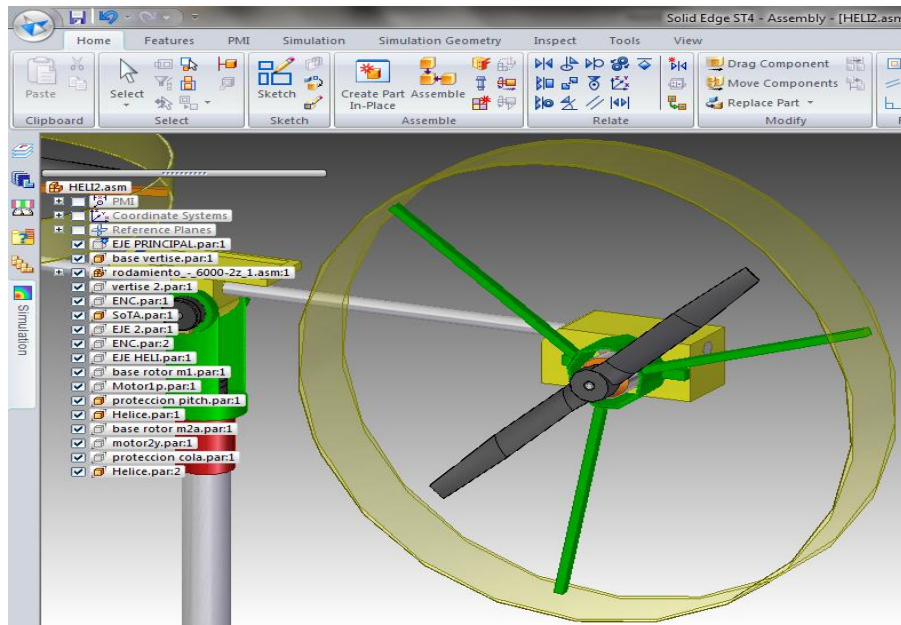 Solid Edge ST4 - Assembly - [HELI2.asm
Home Features PMI Simulation Simulation Geometry Inspect Tools View
Paste
Clipboard
Select
Select
Sketch
Sketch
Create Part In-Place
Assemble
Assemble
Relate
Drag Component
Move Components
Replace Part
Modify
HELI2.asm
PMI
Coordinate Systems
Reference Planes
EJE PRINCIPAL.par:1
base vertise.par:1
rodamiento_-_6000-2z_1.asm:1
vertise 2.par:1
ENC.par:1
SoTA.par:1
EJE 2.par:1
ENC.par:2
EJE HELI.par:1
base rotor m1.par:1
Motor1p.par:1
proteccion pitch.par:1
Helice.par:1
base rotor m2a.par:1
motor2y.par:1
proteccion cola.par:1
Helice.par:2
Simulation